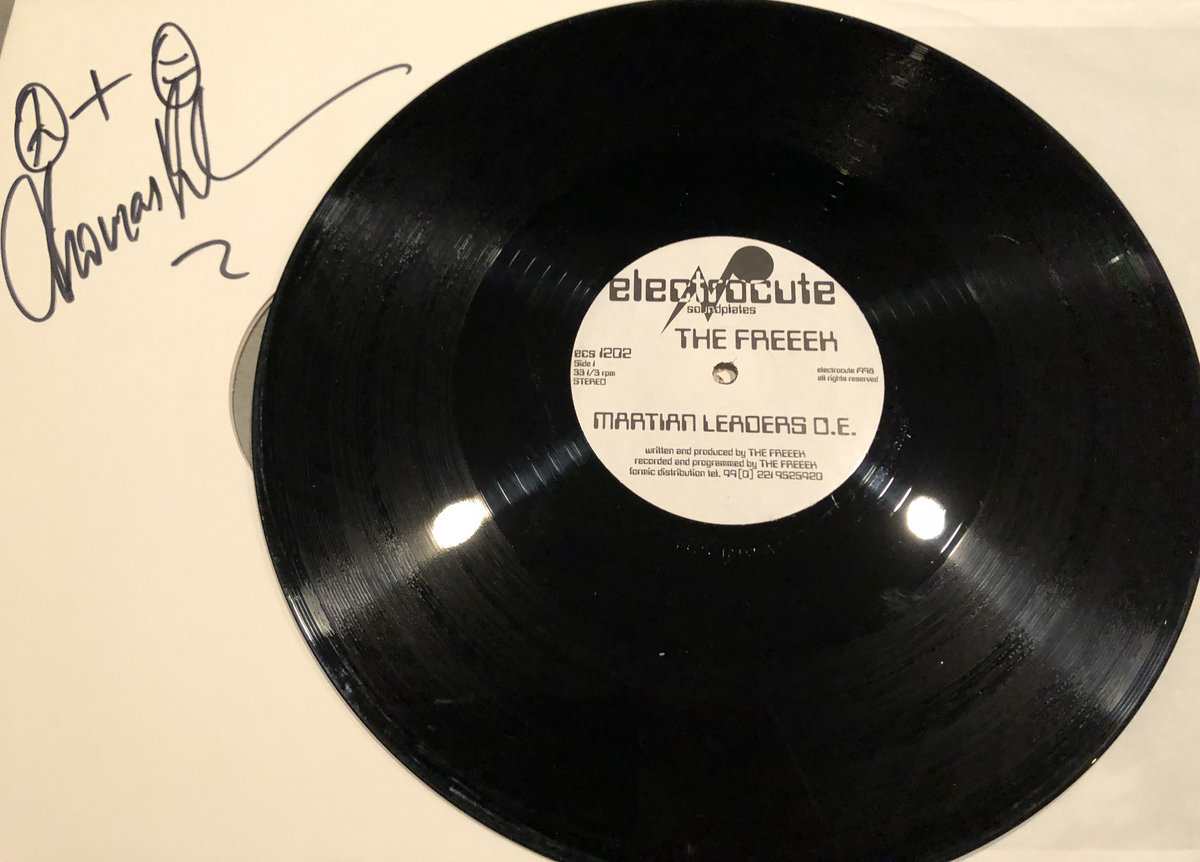 Thomas
electrocute
soundplates
THE FREEEK
ecs 1202
Side 1
33 1/3 rpm
STEREO
electrocute 1998
all rights reserved
MARTIAN LEADERS D.E.
written and produced by THE FREEEK
recorded and programmed by THE FREEEK
formic distribution tel. 49[0] 221 9525420